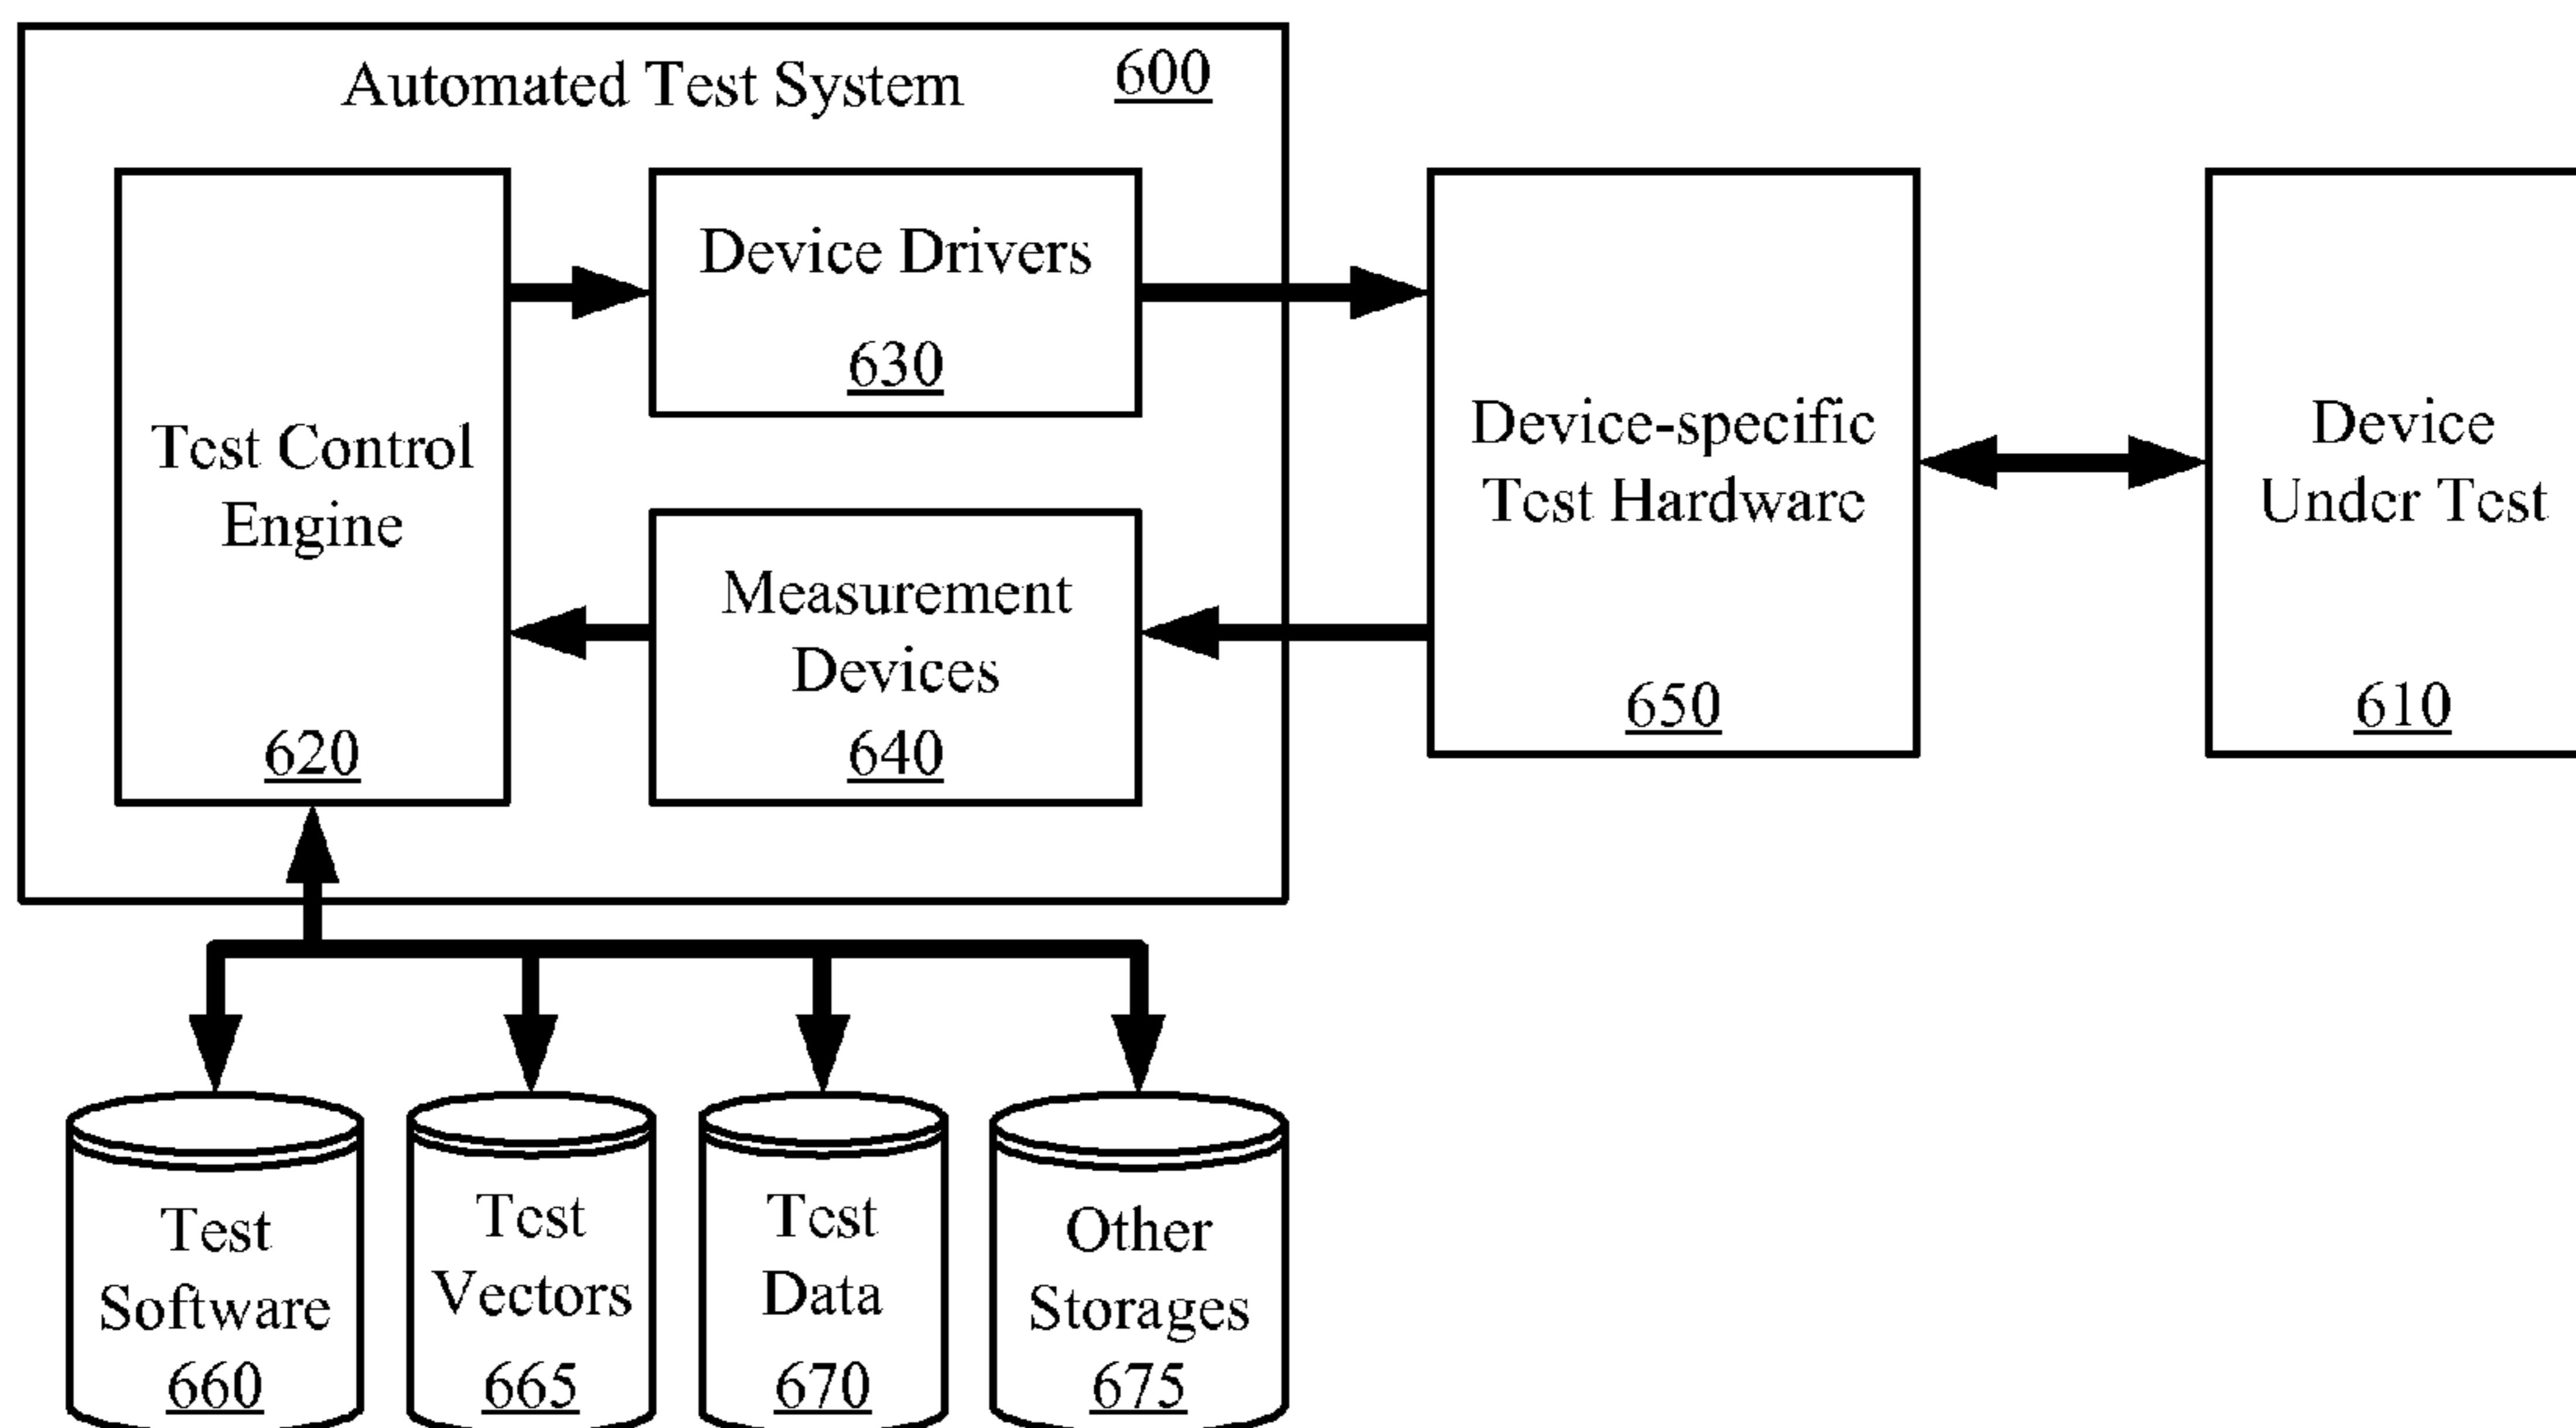 Automated Test System
600
Device Drivers
630
Test Control
Engine
620
Measurement
Devices
640
Device-specific
Test Hardware
650
Device
Under Test
610
Test
Software
660
Test
Vectors
665
Test
Data
670
Other
Storages
675